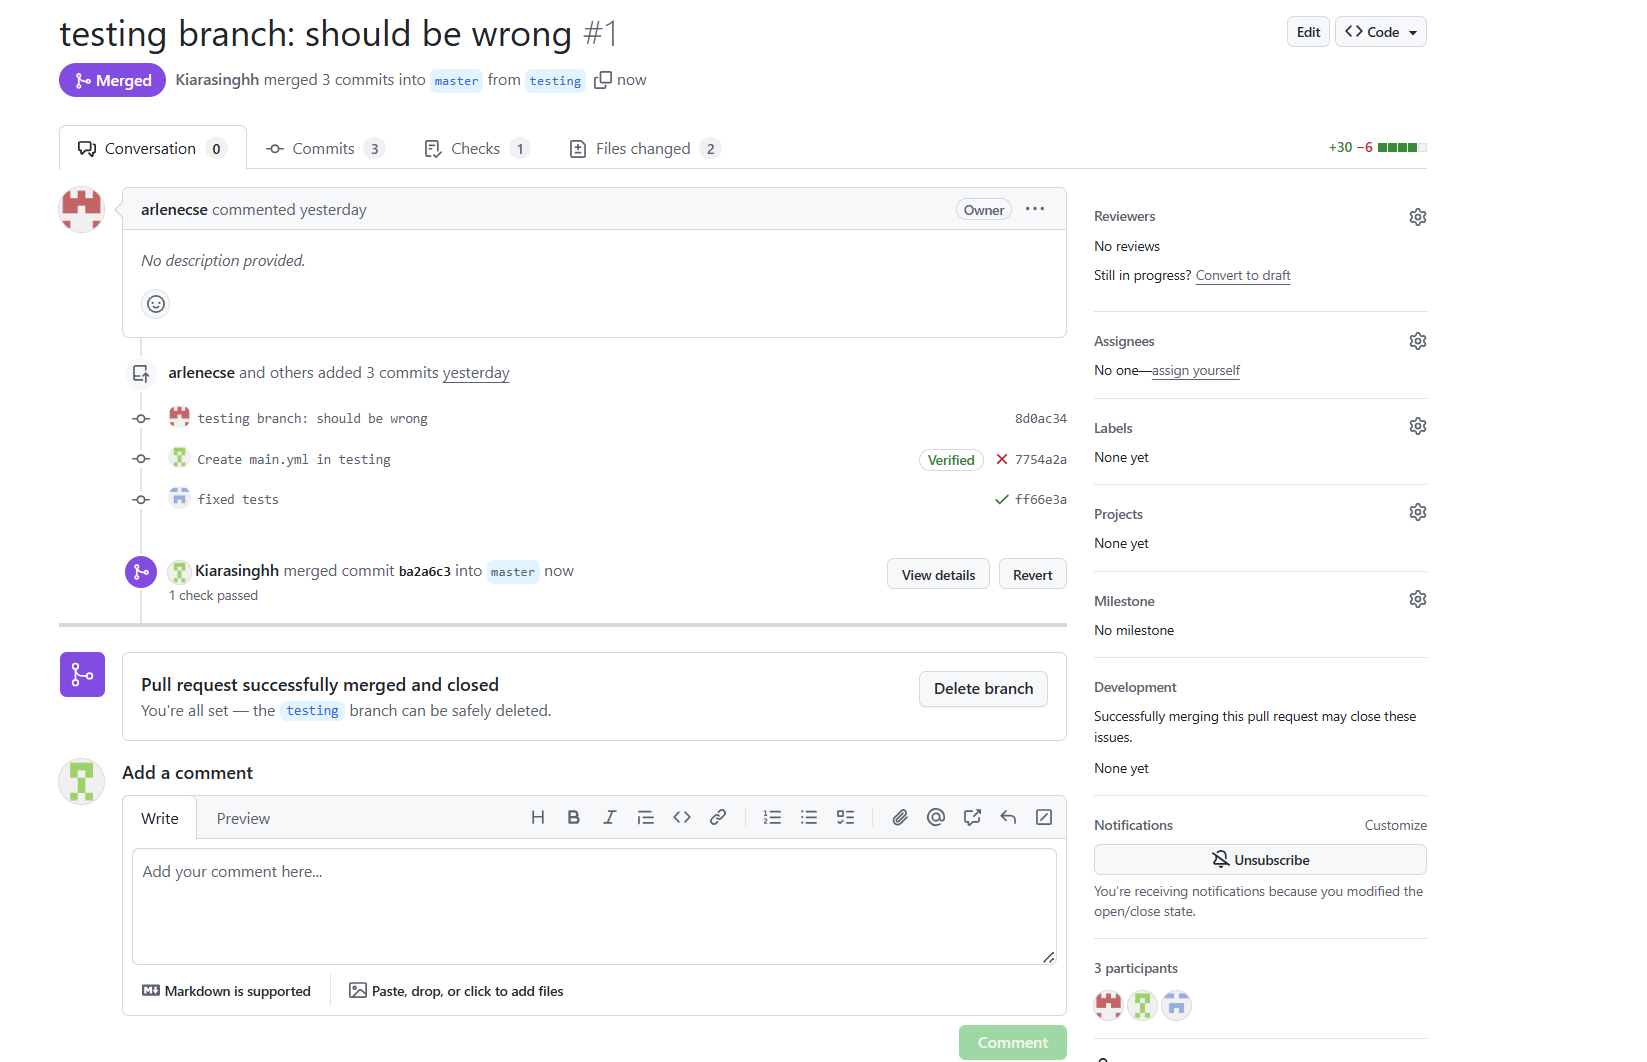 testing branch: should be wrong #1
Edit
Code
Merged
Kiarasinghh merged 3 commits into master from testing now
Conversation 0
Commits 3
Checks 1
Files changed 2
+30 −6
arlenecse commented yesterday
Owner
No description provided.
arlenecse and others added 3 commits yesterday
testing branch: should be wrong 8d0ac34
Create main.yml in testing Verified 7754a2a
fixed tests ff66e3a
Kiarasinghh merged commit ba2a6c3 into master now
1 check passed
View details
Revert
Pull request successfully merged and closed
You're all set — the testing branch can be safely deleted.
Delete branch
Add a comment
Write
Preview
Add your comment here...
Markdown is supported
Paste, drop, or click to add files
Comment
Reviewers
No reviews
Still in progress? Convert to draft
Assignees
No one—assign yourself
Labels
None yet
Projects
None yet
Milestone
No milestone
Development
Successfully merging this pull request may close these
issues.
None yet
Notifications
Customize
Unsubscribe
You're receiving notifications because you modified the
open/close state.
3 participants